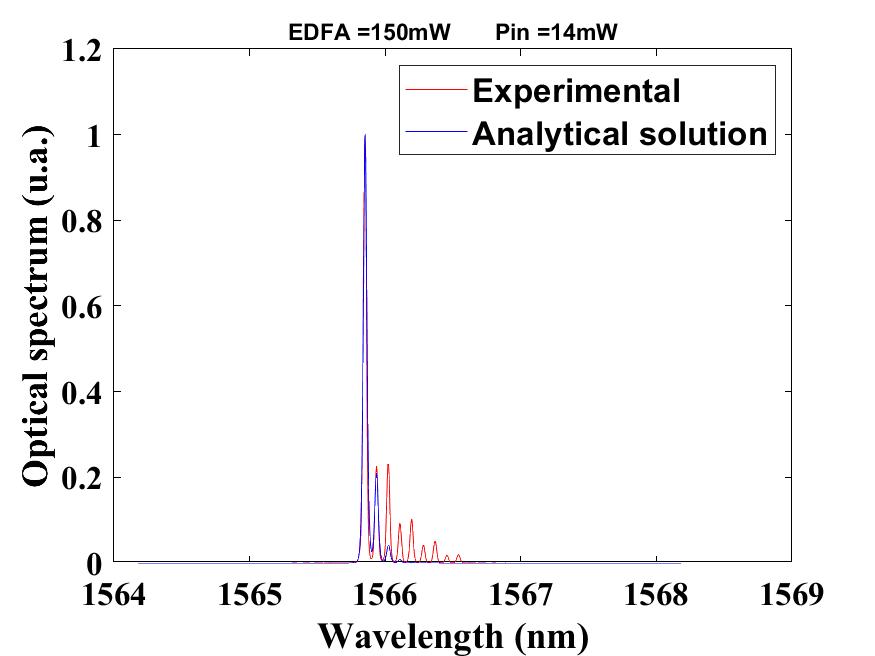 EDFA =150mW Pin =14mW
1.2
Experimental
Analytical solution
1
0.8
0.6
0.4
0.2
0
Optical spectrum (u.a.)
1564 1565 1566 1567 1568 1569
Wavelength (nm)